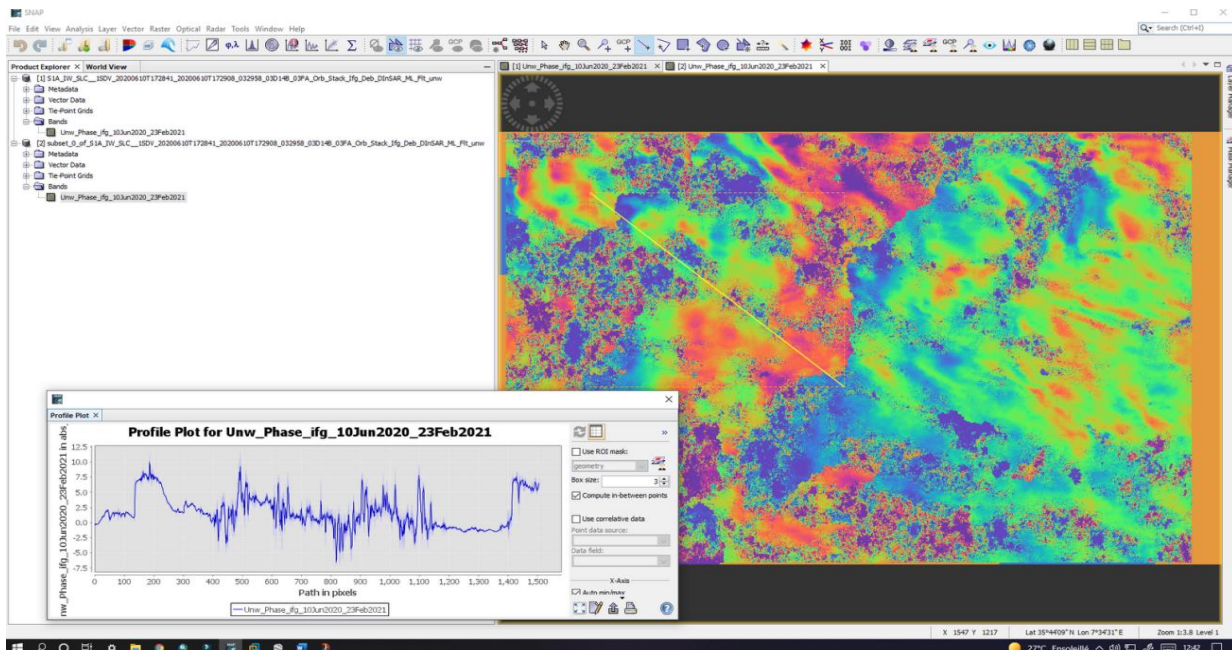 SNAP
File Edit View Analysis Layer Vector Raster Optical Radar Tools Window Help
Search (Ctrl+I)
Product Explorer × World View
[1] S1A_IW_SLC__1SDV_20200610T172841_20200610T172908_032958_03D14B_03FA_Orb_Stack_Ifg_Deb_DInSAR_ML_Flt_unw
Metadata
Vector Data
Tie-Point Grids
Bands
Unw_Phase_ifg_10Jun2020_23Feb2021
[2] subset_0_of_S1A_IW_SLC__1SDV_20200610T172841_20200610T172908_032958_03D14B_03FA_Orb_Stack_Ifg_Deb_DInSAR_ML_Flt_unw
Metadata
Vector Data
Tie-Point Grids
Bands
Unw_Phase_ifg_10Jun2020_23Feb2021
[1] Unw_Phase_ifg_10Jun2020_23Feb2021 × [2] Unw_Phase_ifg_10Jun2020_23Feb2021 ×
Profile Plot ×
Profile Plot for Unw_Phase_ifg_10Jun2020_23Feb2021
nw_Phase_ifg_10Jun2020_23Feb2021 in abs_
12.5
10.0
7.5
5.0
2.5
0.0
-2.5
-5.0
-7.5
0 100 200 300 400 500 600 700 800 900 1,000 1,100 1,200 1,300 1,400 1,500
Path in pixels
Unw_Phase_ifg_10Jun2020_23Feb2021
Use ROI mask:
geometry
Box size: 3
Compute in-between points
Use correlative data
Point data source:
Data field:
X-Axis
Auto min/max
X 1547 Y 1217 Lat 35°44'09" N Lon 7°34'31" E Zoom 1:3.8 Level 1
27°C Ensoleillé 12:42